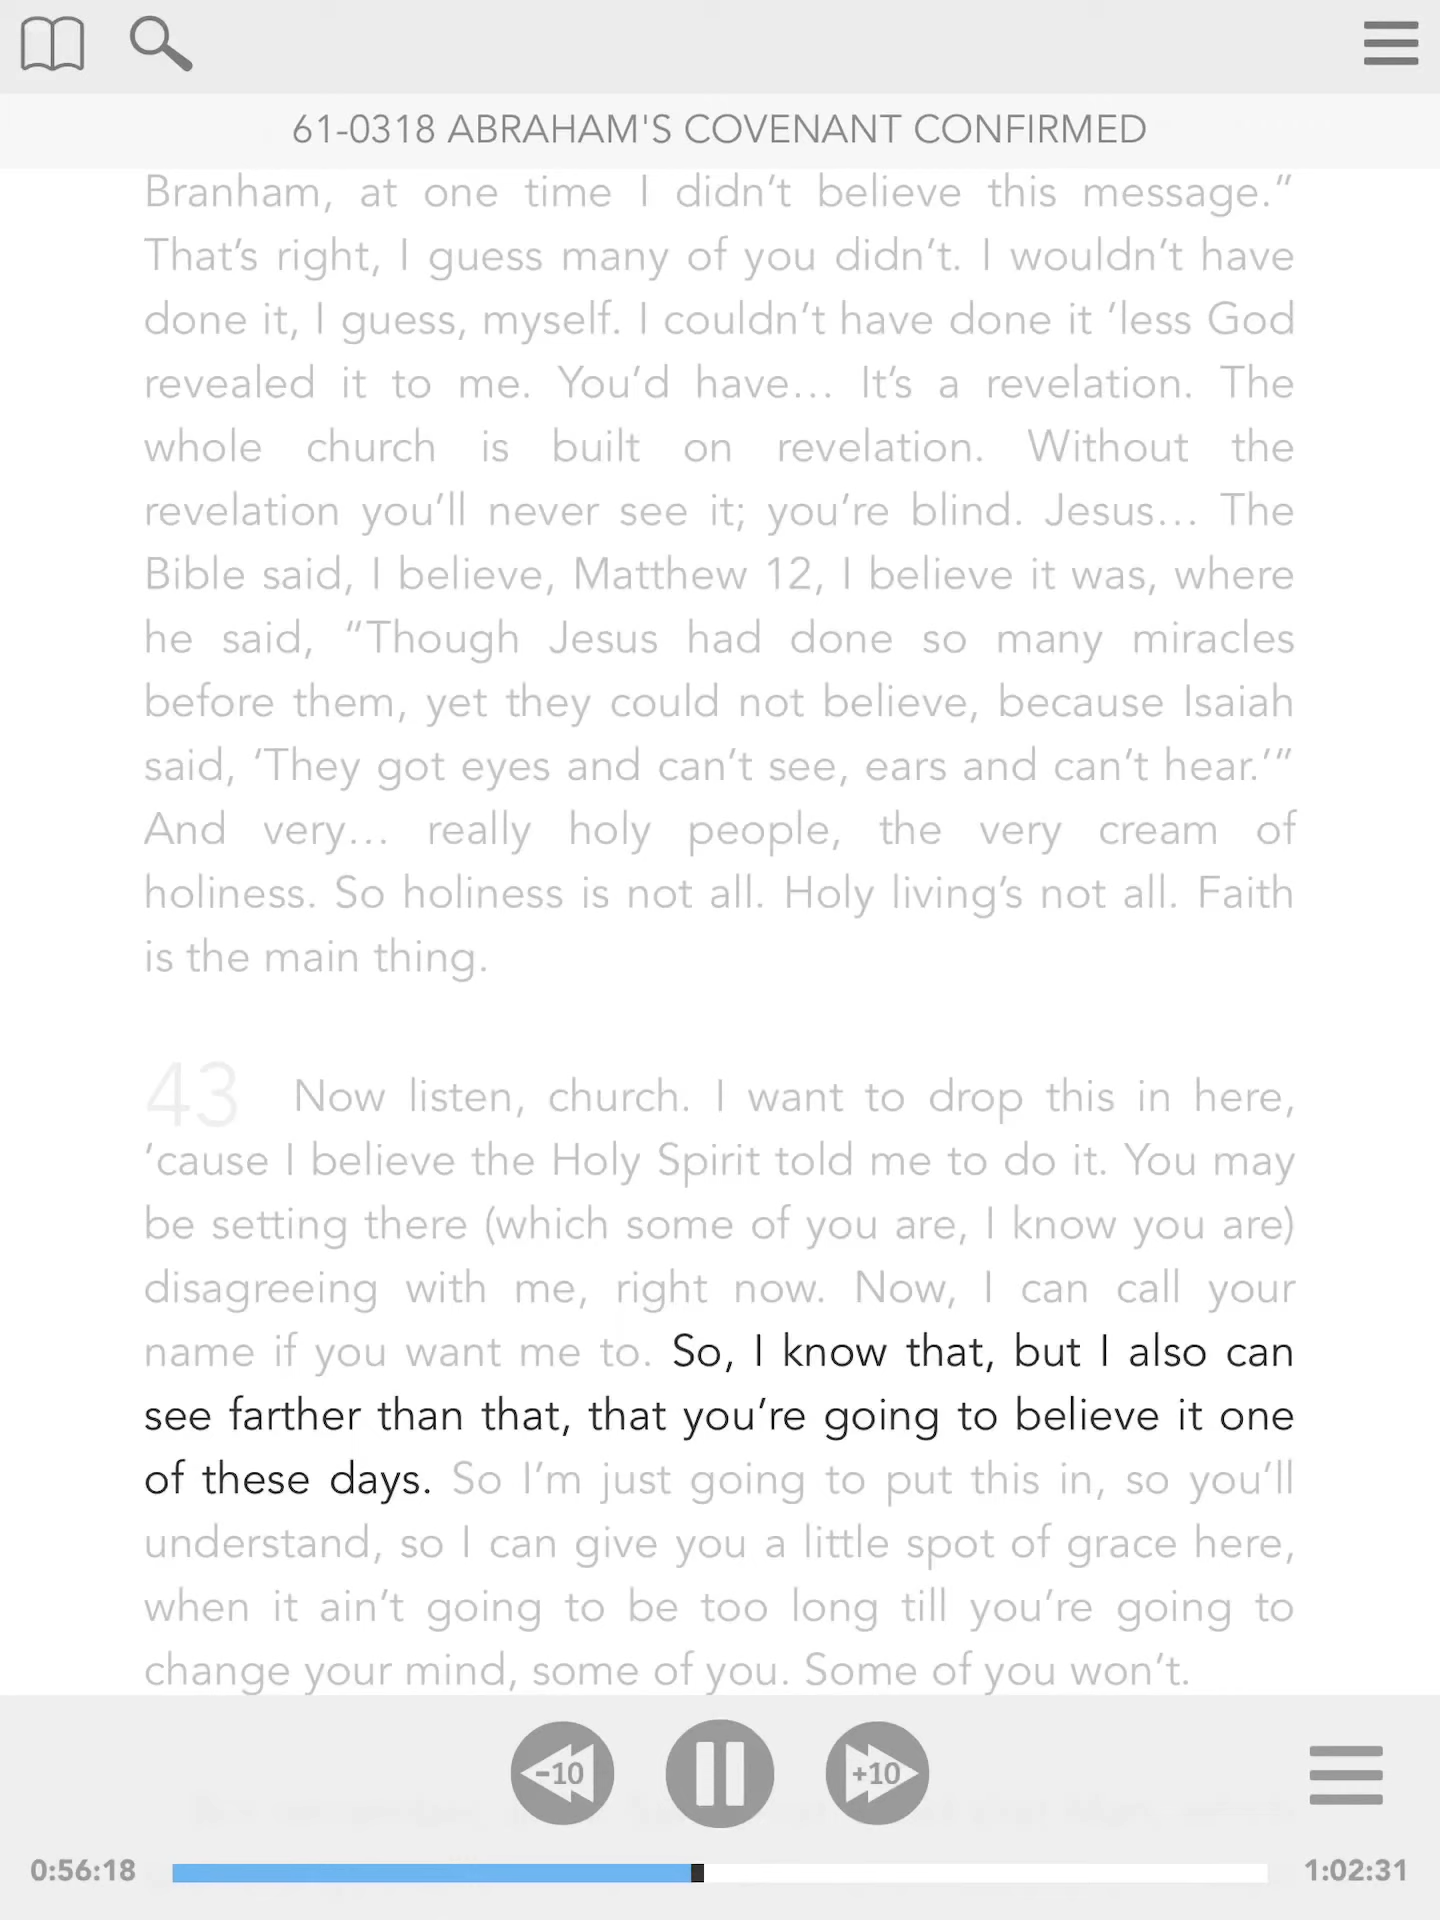 61-0318 ABRAHAM'S COVENANT CONFIRMED
Branham, at one time I didn’t believe this message.”
That’s right, I guess many of you didn’t. I wouldn’t have
done it, I guess, myself. I couldn’t have done it ‘less God
revealed it to me. You’d have… It’s a revelation. The
whole church is built on revelation. Without the
revelation you’ll never see it; you’re blind. Jesus… The
Bible said, I believe, Matthew 12, I believe it was, where
he said, “Though Jesus had done so many miracles
before them, yet they could not believe, because Isaiah
said, ‘They got eyes and can’t see, ears and can’t hear.’”
And very… really holy people, the very cream of
holiness. So holiness is not all. Holy living’s not all. Faith
is the main thing.
43 Now listen, church. I want to drop this in here,
‘cause I believe the Holy Spirit told me to do it. You may
be setting there (which some of you are, I know you are)
disagreeing with me, right now. Now, I can call your
name if you want me to. So, I know that, but I also can
see farther than that, that you’re going to believe it one
of these days. So I’m just going to put this in, so you’ll
understand, so I can give you a little spot of grace here,
when it ain’t going to be too long till you’re going to
change your mind, some of you. Some of you won’t.
-10 +10
0:56:18 1:02:31